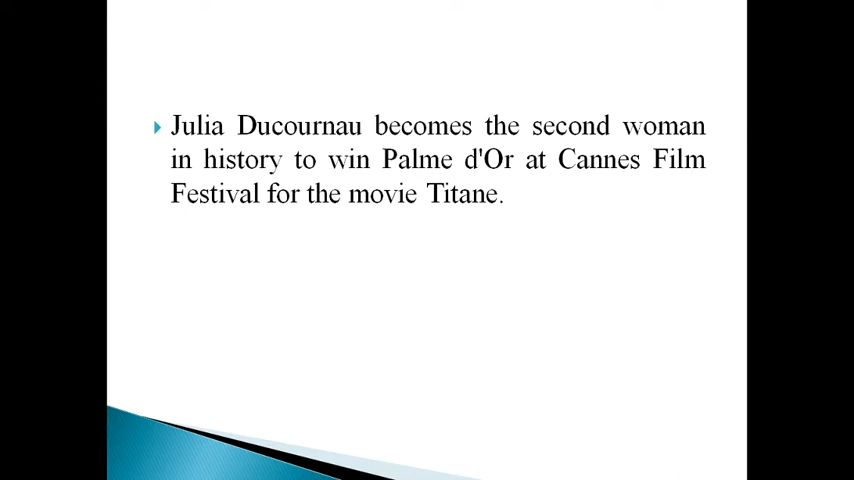 Julia Ducournau becomes the second woman
in history to win Palme d'Or at Cannes Film
Festival for the movie Titane.